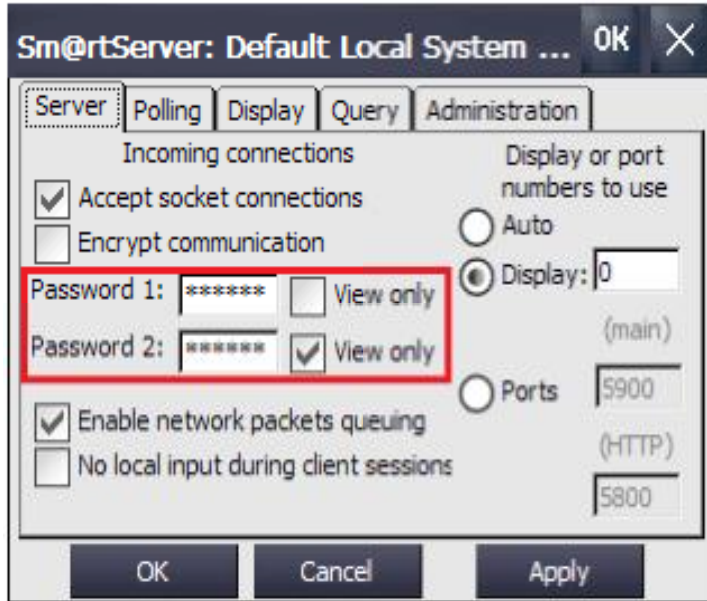 Sm@rtServer: Default Local System ... OK
Server Polling Display Query Administration
Incoming connections
Accept socket connections
Encrypt communication
Password 1: ****** View only
Password 2: ****** View only
Enable network packets queuing
No local input during client sessions
Display or port
numbers to use
Auto
Display: 0
(main)
Ports 5900
(HTTP)
5800
OK Cancel Apply